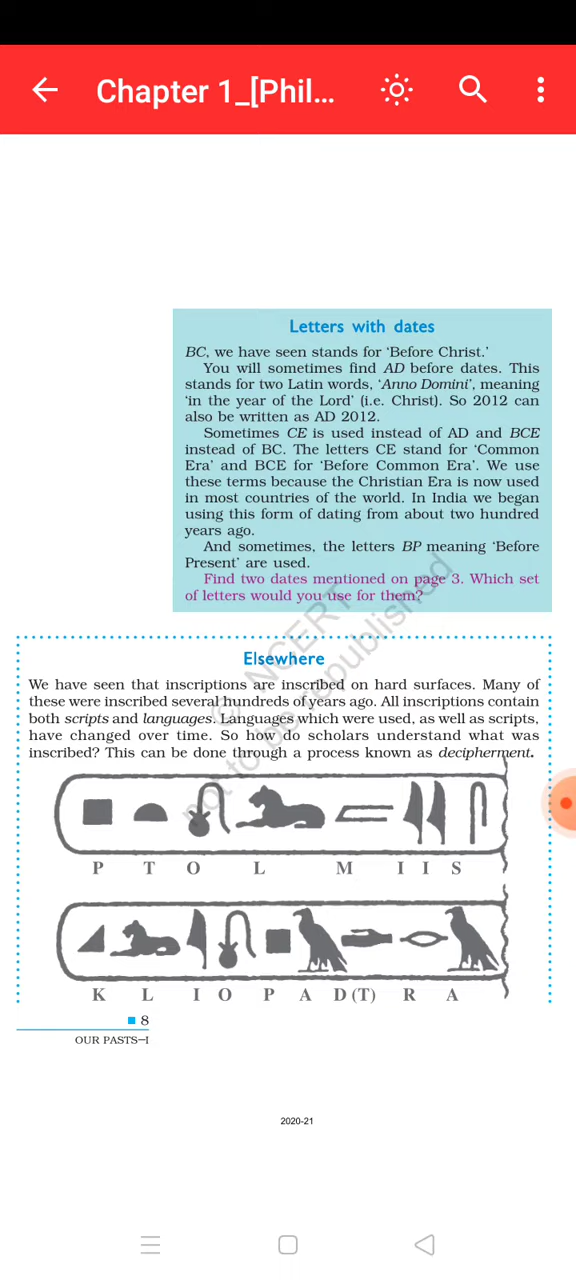 Chapter 1_[Phil...
Letters with dates
BC, we have seen stands for ‘Before Christ.’
You will sometimes find AD before dates. This
stands for two Latin words, ‘Anno Domini’, meaning
‘in the year of the Lord’ (i.e. Christ). So 2012 can
also be written as AD 2012.
Sometimes CE is used instead of AD and BCE
instead of BC. The letters CE stand for ‘Common
Era’ and BCE for ‘Before Common Era’. We use
these terms because the Christian Era is now used
in most countries of the world. In India we began
using this form of dating from about two hundred
years ago.
And sometimes, the letters BP meaning ‘Before
Present’ are used.
Find two dates mentioned on page 3. Which set
of letters would you use for them?
© NCERT
not to be republished
Elsewhere
We have seen that inscriptions are inscribed on hard surfaces. Many of
these were inscribed several hundreds of years ago. All inscriptions contain
both scripts and languages. Languages which were used, as well as scripts,
have changed over time. So how do scholars understand what was
inscribed? This can be done through a process known as decipherment.
P T O L M I I S
K L I O P A D (T) R A
8
OUR PASTS–I
2020-21